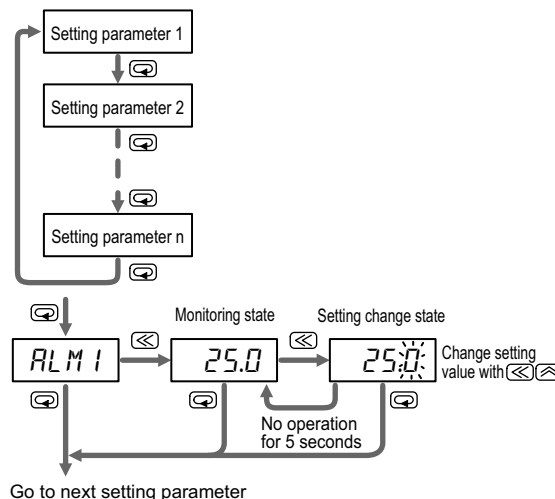 Setting parameter 1
Setting parameter 2
Setting parameter n
Monitoring state
Setting change state
ALM1
25.0
25.0
Change setting
value with
No operation
for 5 seconds
Go to next setting parameter